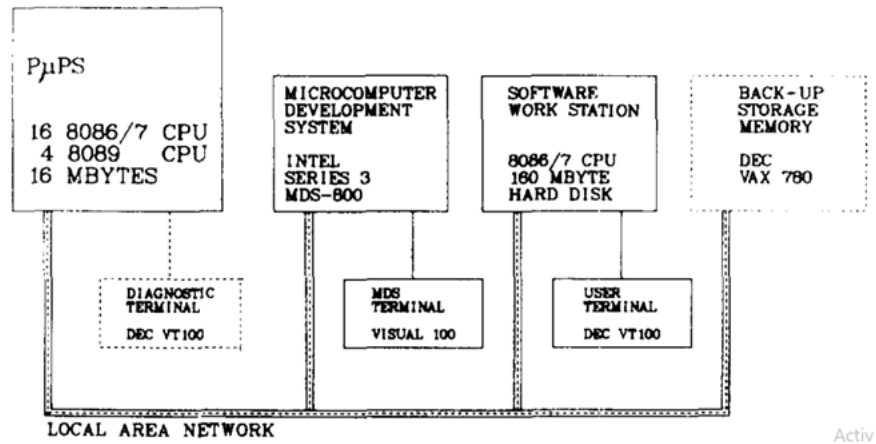 PμPS
16 8086/7 CPU
4 8089 CPU
16 MBYTES
MICROCOMPUTER
DEVELOPMENT
SYSTEM
INTEL
SERIES 3
MDS-800
SOFTWARE
WORK STATION
8086/7 CPU
160 MBYTE
HARD DISK
BACK-UP
STORAGE
MEMORY
DEC
VAX 780
DIAGNOSTIC
TERMINAL
DEC VT100
MDS
TERMINAL
VISUAL 100
USER
TERMINAL
DEC VT100
LOCAL AREA NETWORK
Activ